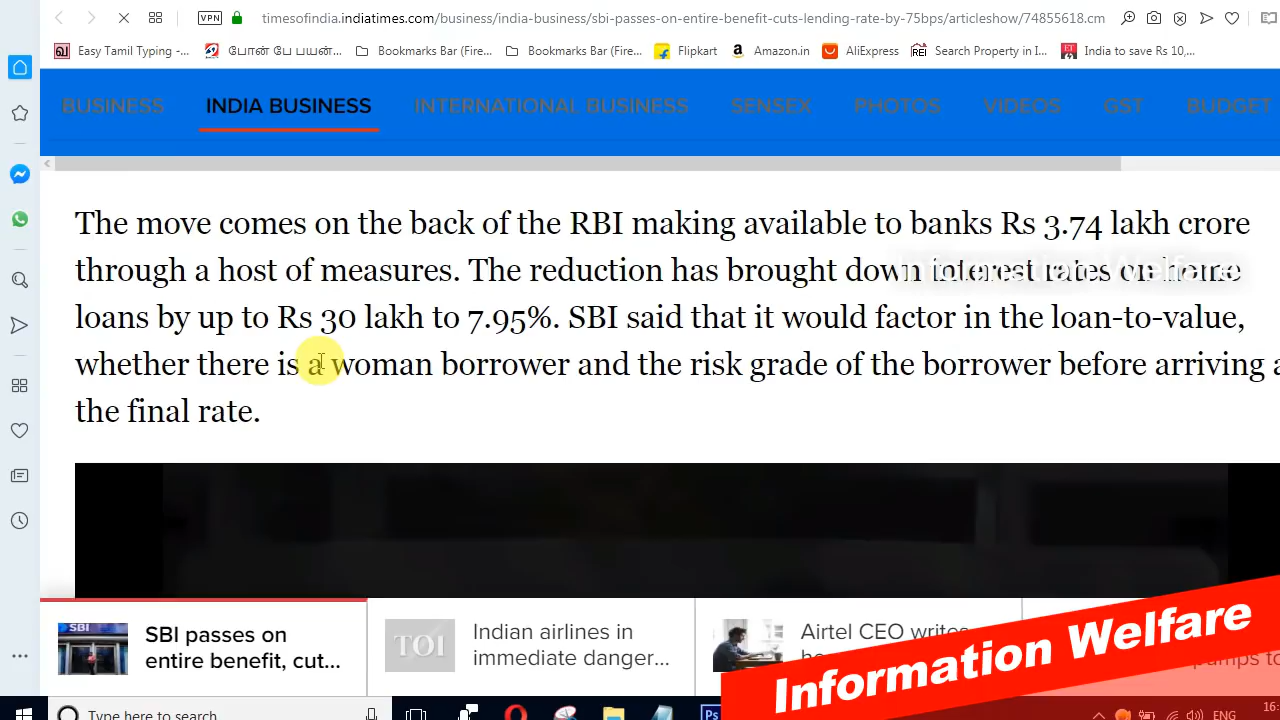 VPN
timesofindia.indiatimes.com/business/india-business/sbi-passes-on-entire-benefit-cuts-lending-rate-by-75bps/articleshow/74855618.cm
Easy Tamil Typing -...
போன் பே பயன்...
Bookmarks Bar (Fire...
Bookmarks Bar (Fire...
Flipkart
Amazon.in
AliExpress
Search Property in I...
India to save Rs 10,...
BUSINESS
INDIA BUSINESS
INTERNATIONAL BUSINESS
SENSEX
PHOTOS
VIDEOS
GST
BUDGET
The move comes on the back of the RBI making available to banks Rs 3.74 lakh crore
through a host of measures. The reduction has brought down interest rates on home
Information Welfare
loans by up to Rs 30 lakh to 7.95%. SBI said that it would factor in the loan-to-value,
whether there is a woman borrower and the risk grade of the borrower before arriving a
the final rate.
SBI
SBI passes on
entire benefit, cut...
TOI
Indian airlines in
immediate danger...
Airtel CEO writes
Information Welfare
Type here to search
Ps
ENG
16: